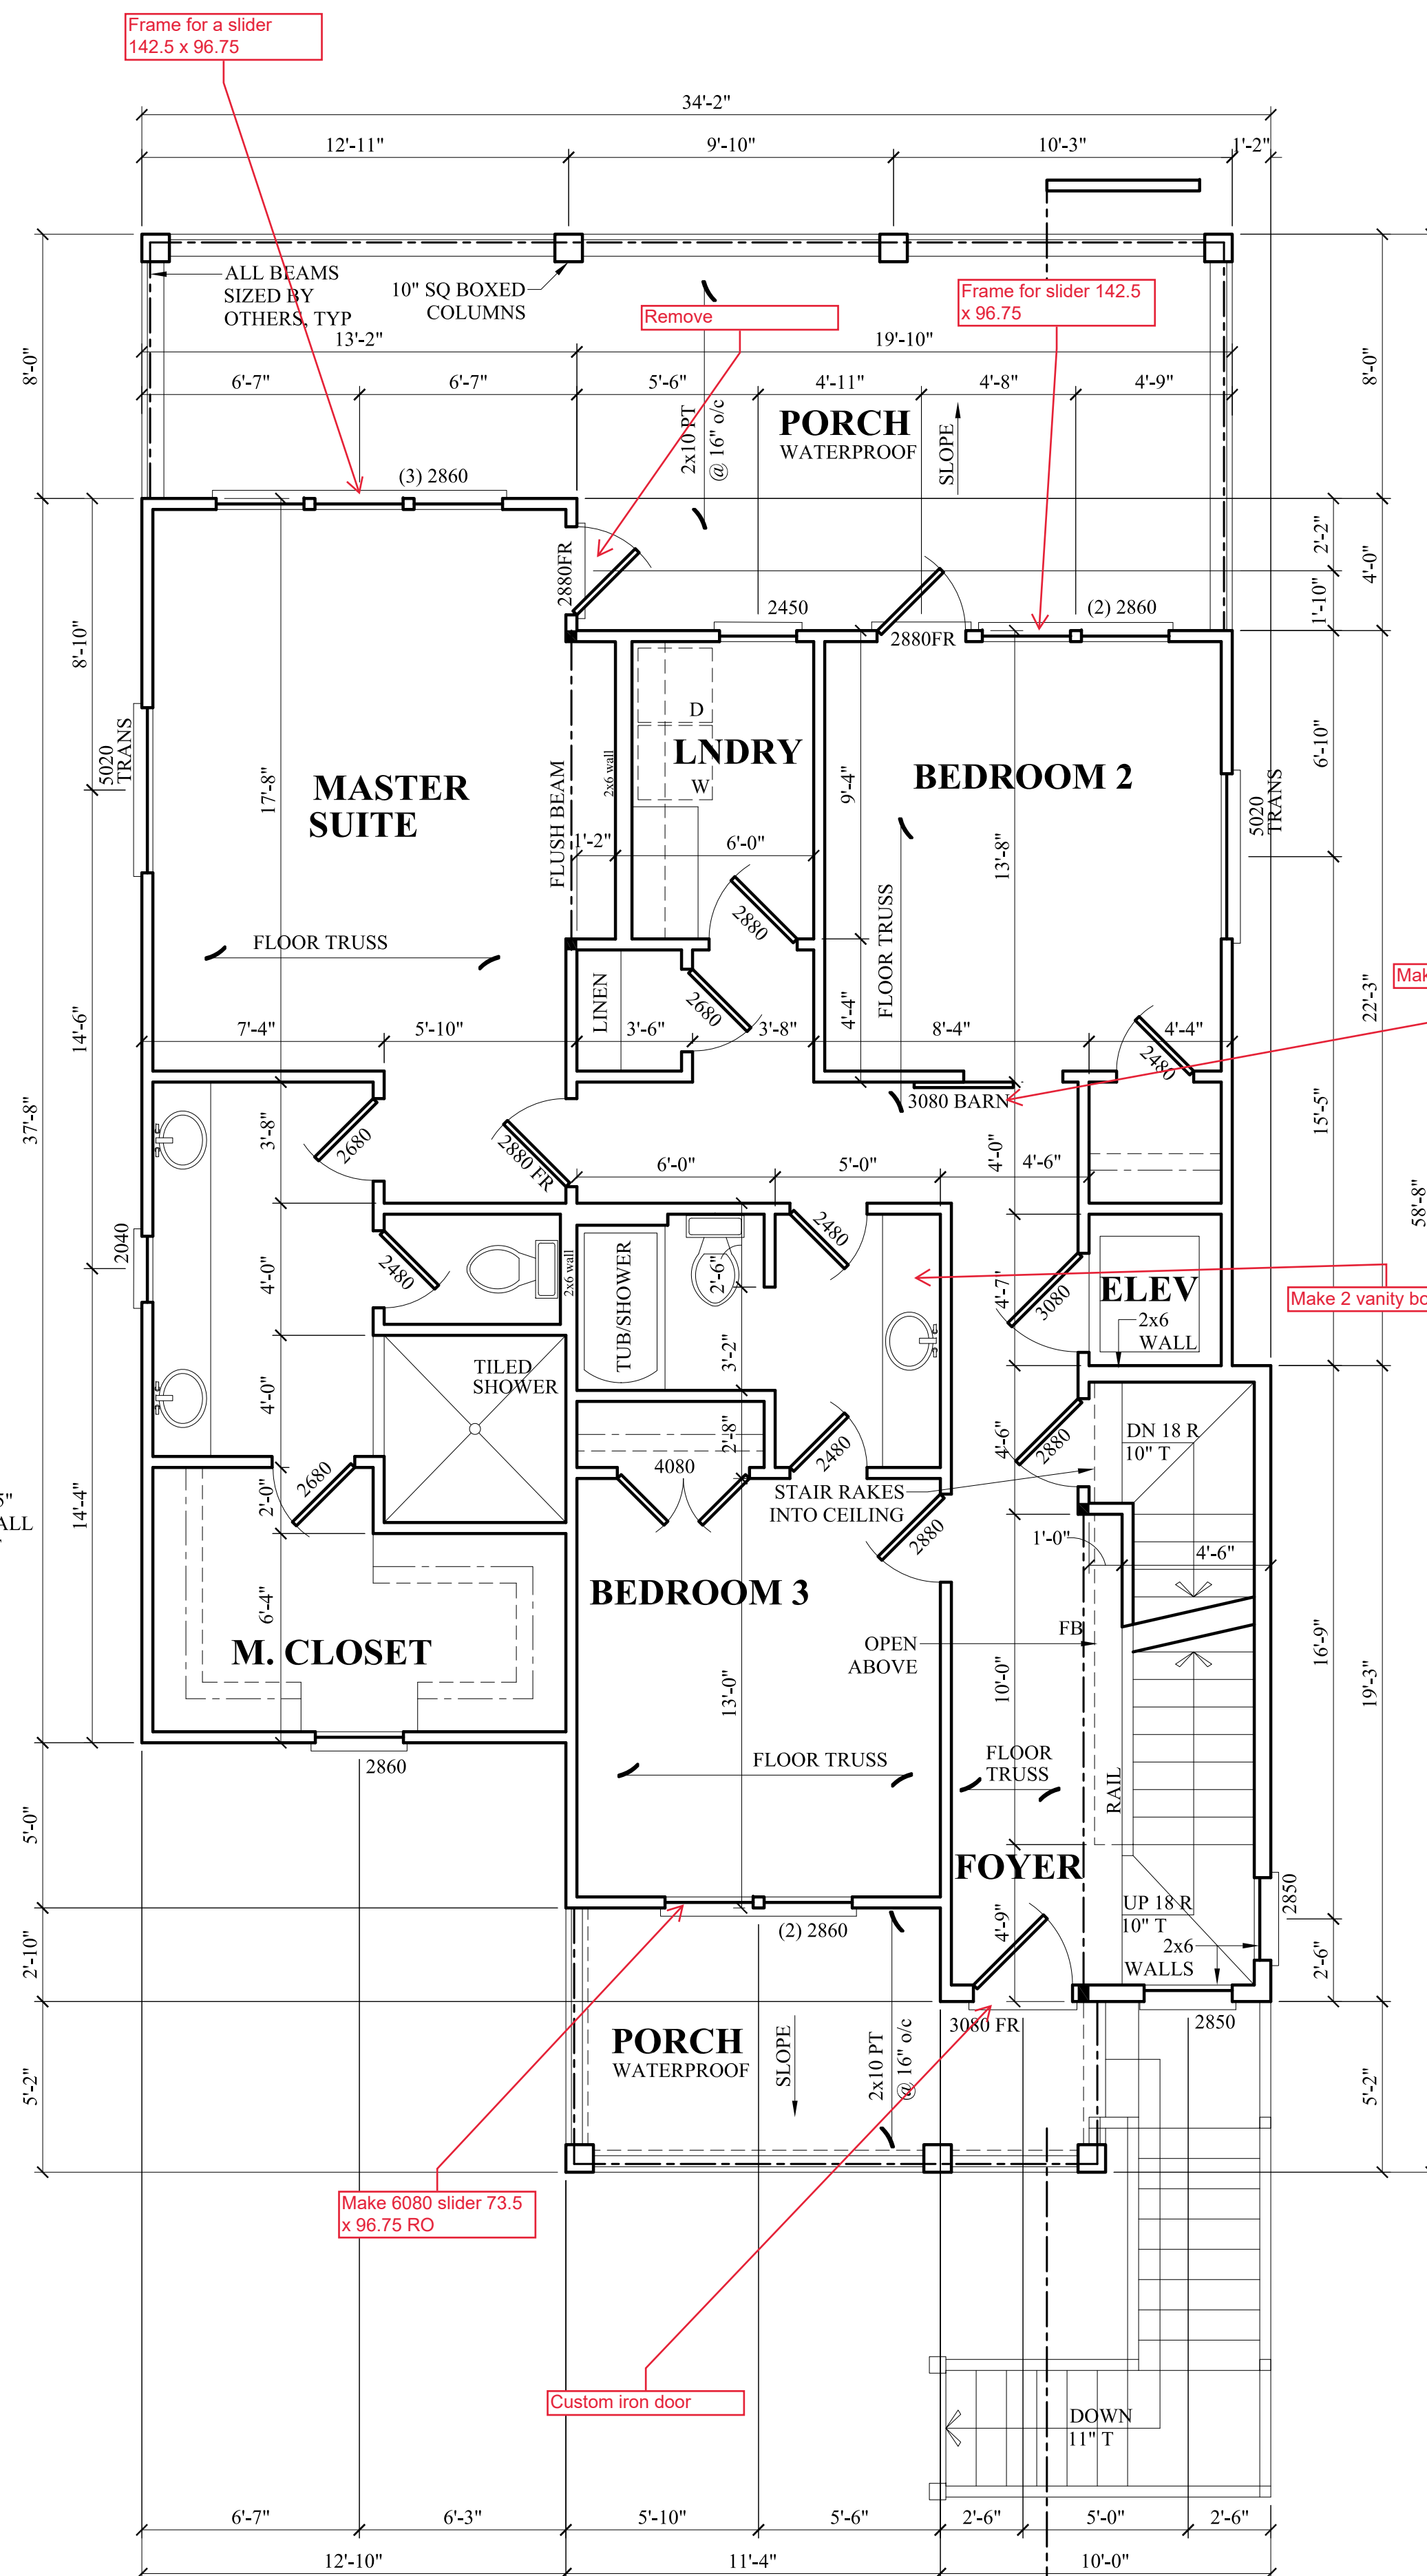 Frame for a slider
142.5 x 96.75
34'-2"
12'-11"
9'-10"
10'-3"
1'-2"
ALL BEAMS
SIZED BY
OTHERS, TYP
10" SQ BOXED
COLUMNS
Remove
Frame for slider 142.5
x 96.75
8'-0"
8'-0"
13'-2"
19'-10"
6'-7"
6'-7"
5'-6"
4'-11"
4'-8"
4'-9"
2x10 PT
@ 16" o/c
PORCH
WATERPROOF
SLOPE
(3) 2860
2880FR
2450
2880FR
(2) 2860
2'-2"
4'-0"
1'-10"
8'-10"
5020
TRANS
17'-8"
MASTER
SUITE
FLUSH BEAM
2x6 wall
D
LNDRY
W
9'-4"
BEDROOM 2
13'-8"
6'-10"
5020
TRANS
1'-2"
6'-0"
2880
FLOOR TRUSS
FLOOR TRUSS
LINEN
2680
4'-4"
Mak
22'-3"
14'-6"
7'-4"
5'-10"
3'-6"
3'-8"
8'-4"
4'-4"
2480
3080 BARN
37'-8"
3'-8"
2680
2880 FR
6'-0"
5'-0"
4'-0"
4'-6"
15'-5"
58'-8"
2040
4'-0"
2480
2x6 wall
TUB/SHOWER
2'-6"
2480
4'-7"
3080
ELEV
2x6
WALL
Make 2 vanity bo
3'-2"
TILED
SHOWER
4'-0"
2'-8"
4080
2480
4'-6"
2880
DN 18 R
10" T
STAIR RAKES
INTO CEILING
5"
ALL
14'-4"
2'-0"
2680
2880
1'-0"
4'-6"
BEDROOM 3
6'-4"
M. CLOSET
OPEN
ABOVE
FB
10'-0"
16'-9"
19'-3"
13'-0"
2860
FLOOR TRUSS
FLOOR
TRUSS
RAIL
5'-0"
FOYER
2850
(2) 2860
4'-9"
UP 18 R
10" T
2x6
WALLS
2'-10"
2'-6"
3080 FR
2850
PORCH
WATERPROOF
SLOPE
2x10 PT
@ 16" o/c
5'-2"
5'-2"
Make 6080 slider 73.5
x 96.75 RO
Custom iron door
DOWN
11" T
6'-7"
6'-3"
5'-10"
5'-6"
2'-6"
5'-0"
2'-6"
12'-10"
11'-4"
10'-0"